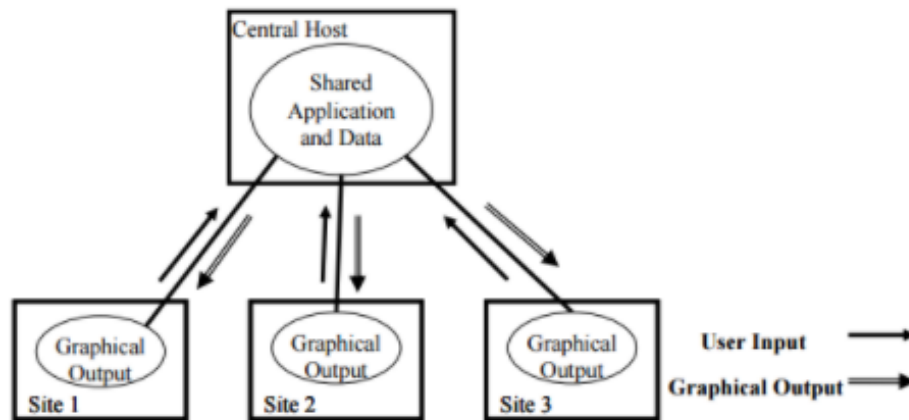 Central Host
Shared
Application
and Data
Graphical
Output
Site 1
Graphical
Output
Site 2
Graphical
Output
Site 3
User Input
Graphical Output